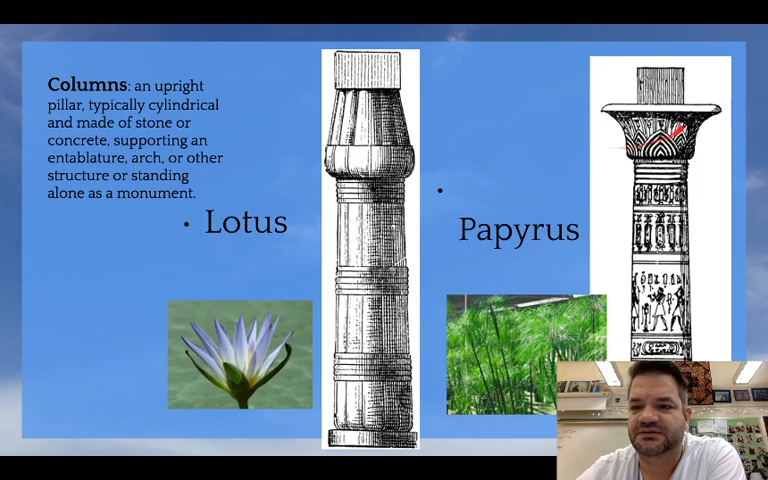 Columns: an upright
pillar, typically cylindrical
and made of stone or
concrete, supporting an
entablature, arch, or other
structure or standing
alone as a monument.
• Lotus
•
Papyrus